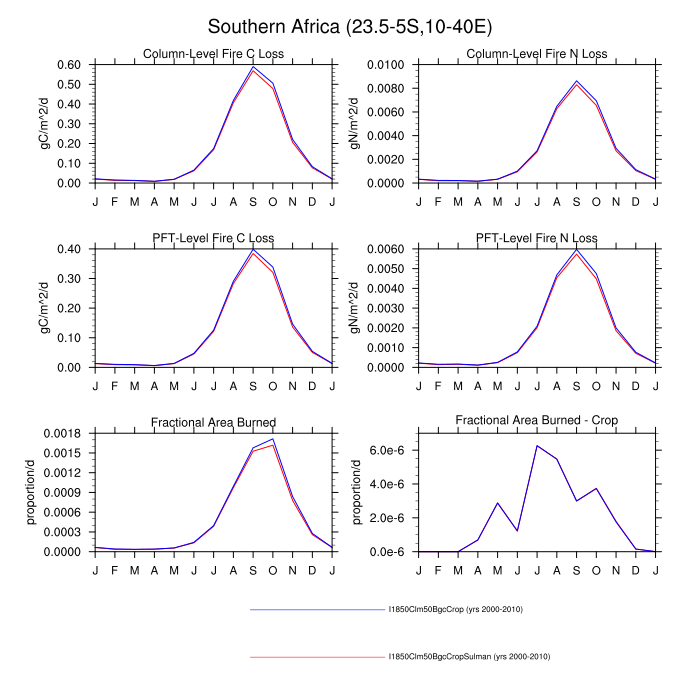 Southern Africa (23.5-5S,10-40E)
Column-Level Fire C Loss
gC/m^2/d
0.60
0.50
0.40
0.30
0.20
0.10
0.00
J F M A M J J A S O N D J
Column-Level Fire N Loss
gN/m^2/d
0.0100
0.0080
0.0060
0.0040
0.0020
0.0000
J F M A M J J A S O N D J
PFT-Level Fire C Loss
gC/m^2/d
0.40
0.30
0.20
0.10
0.00
J F M A M J J A S O N D J
PFT-Level Fire N Loss
gN/m^2/d
0.0060
0.0050
0.0040
0.0030
0.0020
0.0010
0.0000
J F M A M J J A S O N D J
Fractional Area Burned
proportion/d
0.0018
0.0015
0.0012
0.0009
0.0006
0.0003
0.0000
J F M A M J J A S O N D J
Fractional Area Burned - Crop
proportion/d
6.0e-6
4.0e-6
2.0e-6
0.0e-6
J F M A M J J A S O N D J
I1850Clm50BgcCrop (yrs 2000-2010)
I1850Clm50BgcCropSulman (yrs 2000-2010)